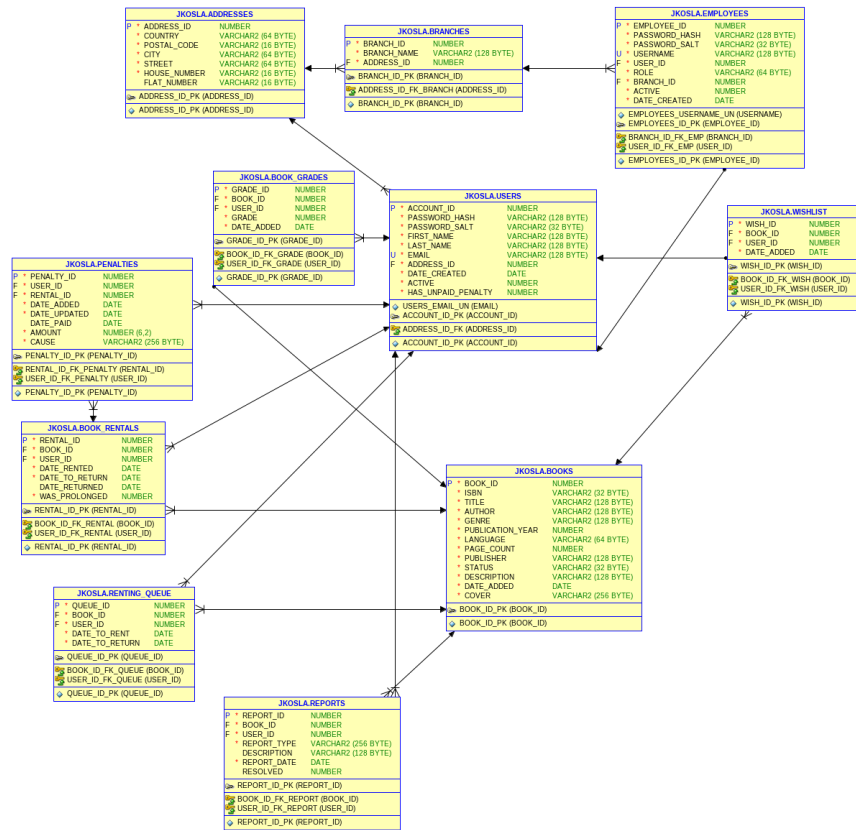 JKOSLA.ADDRESSES
P * ADDRESS_ID NUMBER
* COUNTRY VARCHAR2 (64 BYTE)
* POSTAL_CODE VARCHAR2 (16 BYTE)
* CITY VARCHAR2 (64 BYTE)
* STREET VARCHAR2 (64 BYTE)
* HOUSE_NUMBER VARCHAR2 (16 BYTE)
FLAT_NUMBER VARCHAR2 (16 BYTE)
ADDRESS_ID_PK (ADDRESS_ID)
ADDRESS_ID_PK (ADDRESS_ID)
JKOSLA.BRANCHES
P * BRANCH_ID NUMBER
* BRANCH_NAME VARCHAR2 (128 BYTE)
F * ADDRESS_ID NUMBER
BRANCH_ID_PK (BRANCH_ID)
ADDRESS_ID_FK_BRANCH (ADDRESS_ID)
BRANCH_ID_PK (BRANCH_ID)
JKOSLA.EMPLOYEES
P * EMPLOYEE_ID NUMBER
* PASSWORD_HASH VARCHAR2 (128 BYTE)
* PASSWORD_SALT VARCHAR2 (32 BYTE)
U * USERNAME VARCHAR2 (128 BYTE)
F * USER_ID NUMBER
* ROLE VARCHAR2 (64 BYTE)
F * BRANCH_ID NUMBER
* ACTIVE NUMBER
* DATE_CREATED DATE
EMPLOYEES_USERNAME_UN (USERNAME)
EMPLOYEES_ID_PK (EMPLOYEE_ID)
BRANCH_ID_FK_EMP (BRANCH_ID)
USER_ID_FK_EMP (USER_ID)
EMPLOYEES_ID_PK (EMPLOYEE_ID)
JKOSLA.BOOK_GRADES
P * GRADE_ID NUMBER
F * BOOK_ID NUMBER
F * USER_ID NUMBER
* GRADE NUMBER
* DATE_ADDED DATE
GRADE_ID_PK (GRADE_ID)
BOOK_ID_FK_GRADE (BOOK_ID)
USER_ID_FK_GRADE (USER_ID)
GRADE_ID_PK (GRADE_ID)
JKOSLA.USERS
P * ACCOUNT_ID NUMBER
* PASSWORD_HASH VARCHAR2 (128 BYTE)
* PASSWORD_SALT VARCHAR2 (32 BYTE)
* FIRST_NAME VARCHAR2 (128 BYTE)
* LAST_NAME VARCHAR2 (128 BYTE)
U * EMAIL VARCHAR2 (128 BYTE)
F * ADDRESS_ID NUMBER
* DATE_CREATED DATE
* ACTIVE NUMBER
* HAS_UNPAID_PENALTY NUMBER
USERS_EMAIL_UN (EMAIL)
ACCOUNT_ID_PK (ACCOUNT_ID)
ADDRESS_ID_FK (ADDRESS_ID)
ACCOUNT_ID_PK (ACCOUNT_ID)
JKOSLA.WISHLIST
P * WISH_ID NUMBER
F * BOOK_ID NUMBER
F * USER_ID NUMBER
* DATE_ADDED DATE
WISH_ID_PK (WISH_ID)
BOOK_ID_FK_WISH (BOOK_ID)
USER_ID_FK_WISH (USER_ID)
WISH_ID_PK (WISH_ID)
JKOSLA.PENALTIES
P * PENALTY_ID NUMBER
F * USER_ID NUMBER
F * RENTAL_ID NUMBER
* DATE_ADDED DATE
* DATE_UPDATED DATE
DATE_PAID DATE
* AMOUNT NUMBER (6,2)
* CAUSE VARCHAR2 (256 BYTE)
PENALTY_ID_PK (PENALTY_ID)
RENTAL_ID_FK_PENALTY (RENTAL_ID)
USER_ID_FK_PENALTY (USER_ID)
PENALTY_ID_PK (PENALTY_ID)
JKOSLA.BOOK_RENTALS
P * RENTAL_ID NUMBER
F * BOOK_ID NUMBER
F * USER_ID NUMBER
* DATE_RENTED DATE
* DATE_TO_RETURN DATE
DATE_RETURNED DATE
* WAS_PROLONGED NUMBER
RENTAL_ID_PK (RENTAL_ID)
BOOK_ID_FK_RENTAL (BOOK_ID)
USER_ID_FK_RENTAL (USER_ID)
RENTAL_ID_PK (RENTAL_ID)
JKOSLA.BOOKS
P * BOOK_ID NUMBER
* ISBN VARCHAR2 (32 BYTE)
* TITLE VARCHAR2 (128 BYTE)
* AUTHOR VARCHAR2 (128 BYTE)
* GENRE VARCHAR2 (128 BYTE)
* PUBLICATION_YEAR NUMBER
* LANGUAGE VARCHAR2 (64 BYTE)
* PAGE_COUNT NUMBER
* PUBLISHER VARCHAR2 (128 BYTE)
* STATUS VARCHAR2 (32 BYTE)
* DESCRIPTION VARCHAR2 (128 BYTE)
* DATE_ADDED DATE
* COVER VARCHAR2 (256 BYTE)
BOOK_ID_PK (BOOK_ID)
BOOK_ID_PK (BOOK_ID)
JKOSLA.RENTING_QUEUE
P * QUEUE_ID NUMBER
F * BOOK_ID NUMBER
F * USER_ID NUMBER
* DATE_TO_RENT DATE
* DATE_TO_RETURN DATE
QUEUE_ID_PK (QUEUE_ID)
BOOK_ID_FK_QUEUE (BOOK_ID)
USER_ID_FK_QUEUE (USER_ID)
QUEUE_ID_PK (QUEUE_ID)
JKOSLA.REPORTS
P * REPORT_ID NUMBER
F * BOOK_ID NUMBER
F * USER_ID NUMBER
* REPORT_TYPE VARCHAR2 (256 BYTE)
DESCRIPTION VARCHAR2 (128 BYTE)
* REPORT_DATE DATE
RESOLVED NUMBER
REPORT_ID_PK (REPORT_ID)
BOOK_ID_FK_REPORT (BOOK_ID)
USER_ID_FK_REPORT (USER_ID)
REPORT_ID_PK (REPORT_ID)